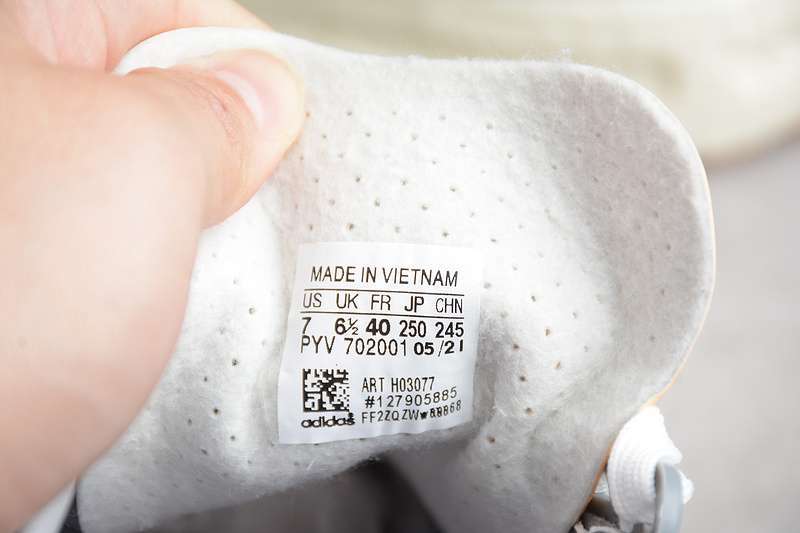 MADE IN VIETNAM
US UK FR JP CHN
7 6½ 40 250 245
PYV 702001 05/21
ART H03077
#127905885
adidas